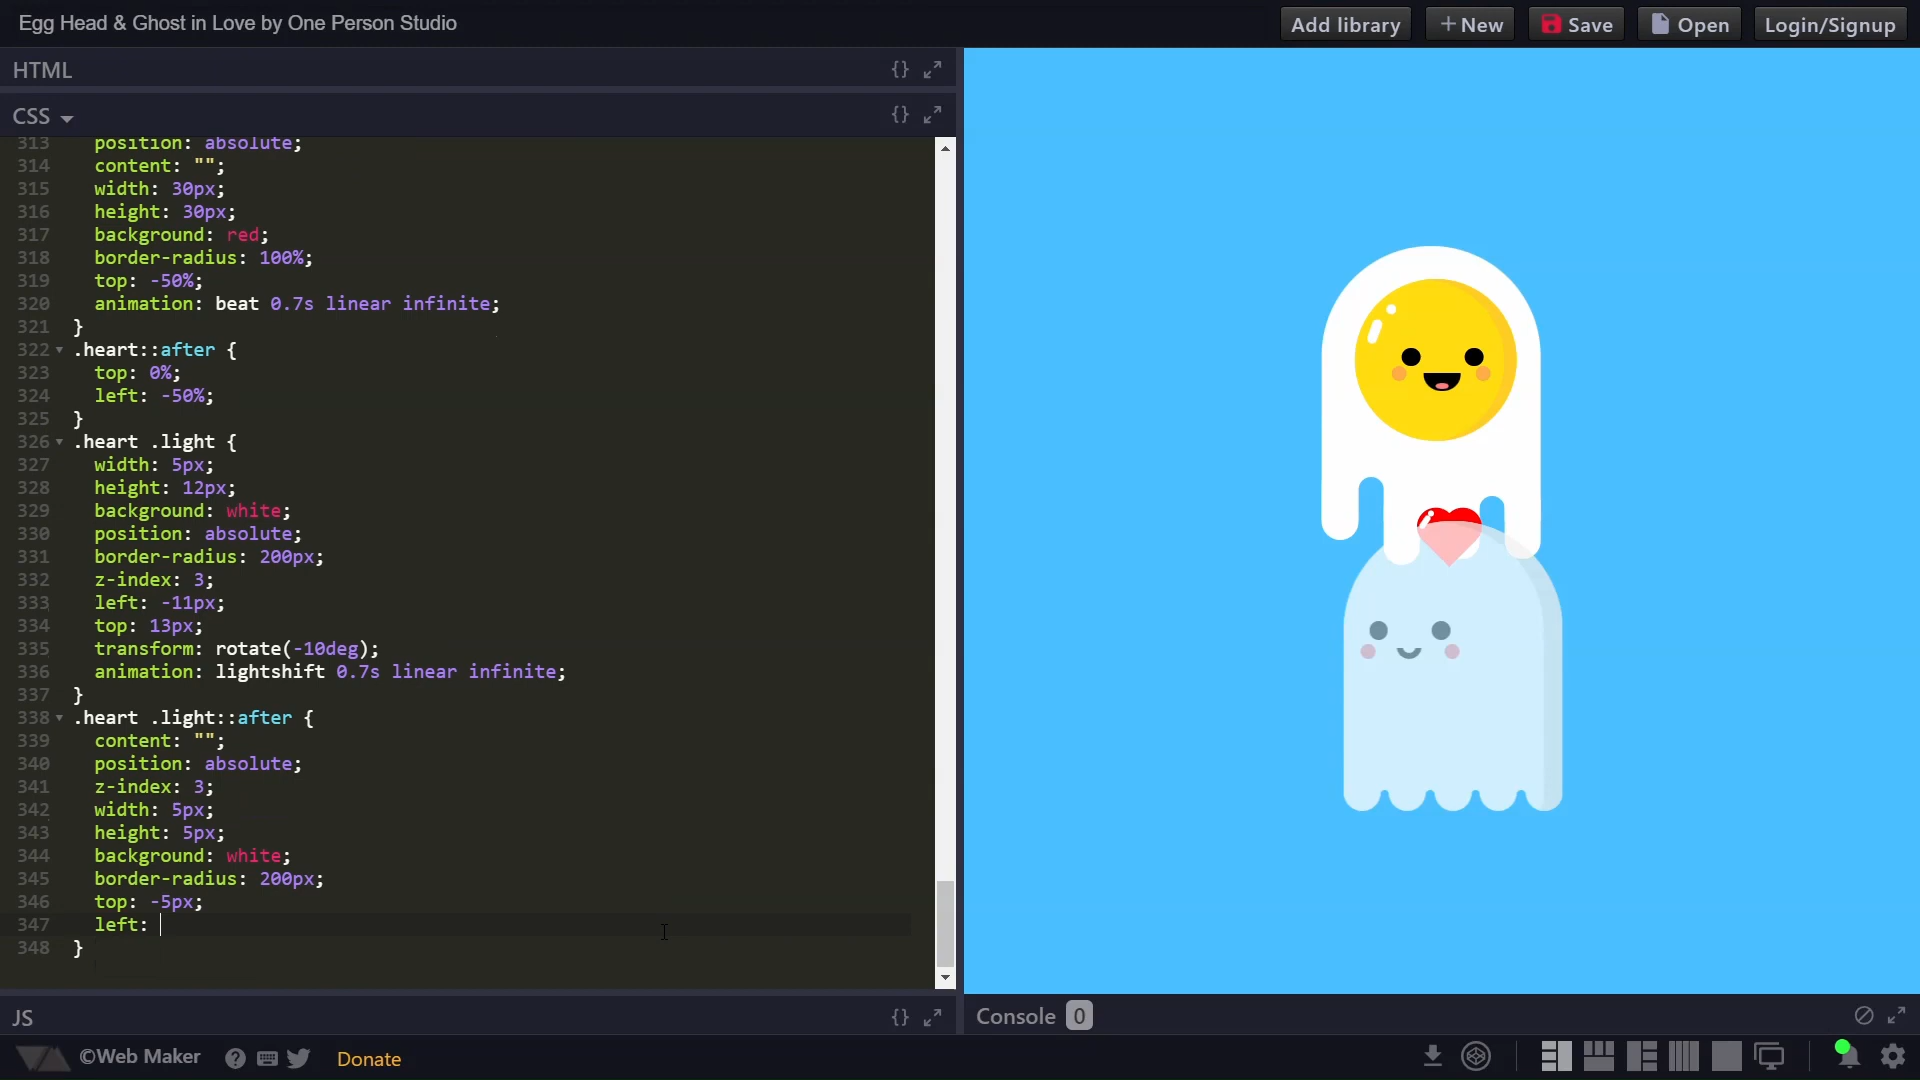 Egg Head & Ghost in Love by One Person Studio
Add library
+ New
Save
Open
Login/Signup
HTML
{}
CSS
{}
313 position: absolute;
314 content: "";
315 width: 30px;
316 height: 30px;
317 background: red;
318 border-radius: 100%;
319 top: -50%;
320 animation: beat 0.7s linear infinite;
321 }
322 .heart::after {
323 top: 0%;
324 left: -50%;
325 }
326 .heart .light {
327 width: 5px;
328 height: 12px;
329 background: white;
330 position: absolute;
331 border-radius: 200px;
332 z-index: 3;
333 left: -11px;
334 top: 13px;
335 transform: rotate(-10deg);
336 animation: lightshift 0.7s linear infinite;
337 }
338 .heart .light::after {
339 content: "";
340 position: absolute;
341 z-index: 3;
342 width: 5px;
343 height: 5px;
344 background: white;
345 border-radius: 200px;
346 top: -5px;
347 left:
348 }
JS
{}
Console 0
©Web Maker
?
Donate